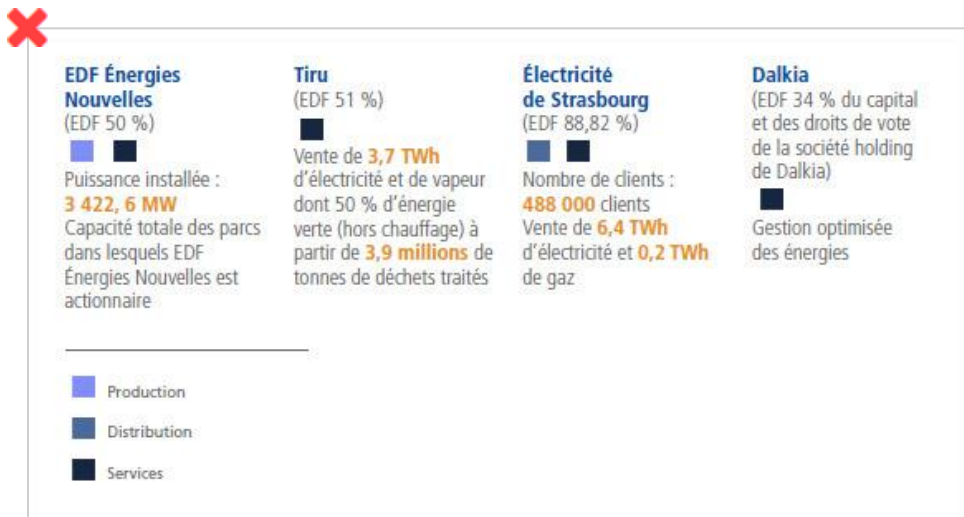 EDF Énergies
Nouvelles
(EDF 50 %)
Puissance installée :
3 422, 6 MW
Capacité totale des parcs
dans lesquels EDF
Énergies Nouvelles est
actionnaire
Tiru
(EDF 51 %)
Vente de 3,7 TWh
d’électricité et de vapeur
dont 50 % d’énergie
verte (hors chauffage) à
partir de 3,9 millions de
tonnes de déchets traités
Électricité
de Strasbourg
(EDF 88,82 %)
Nombre de clients :
488 000 clients
Vente de 6,4 TWh
d’électricité et 0,2 TWh
de gaz
Dalkia
(EDF 34 % du capital
et des droits de vote
de la société holding
de Dalkia)
Gestion optimisée
des énergies
Production
Distribution
Services